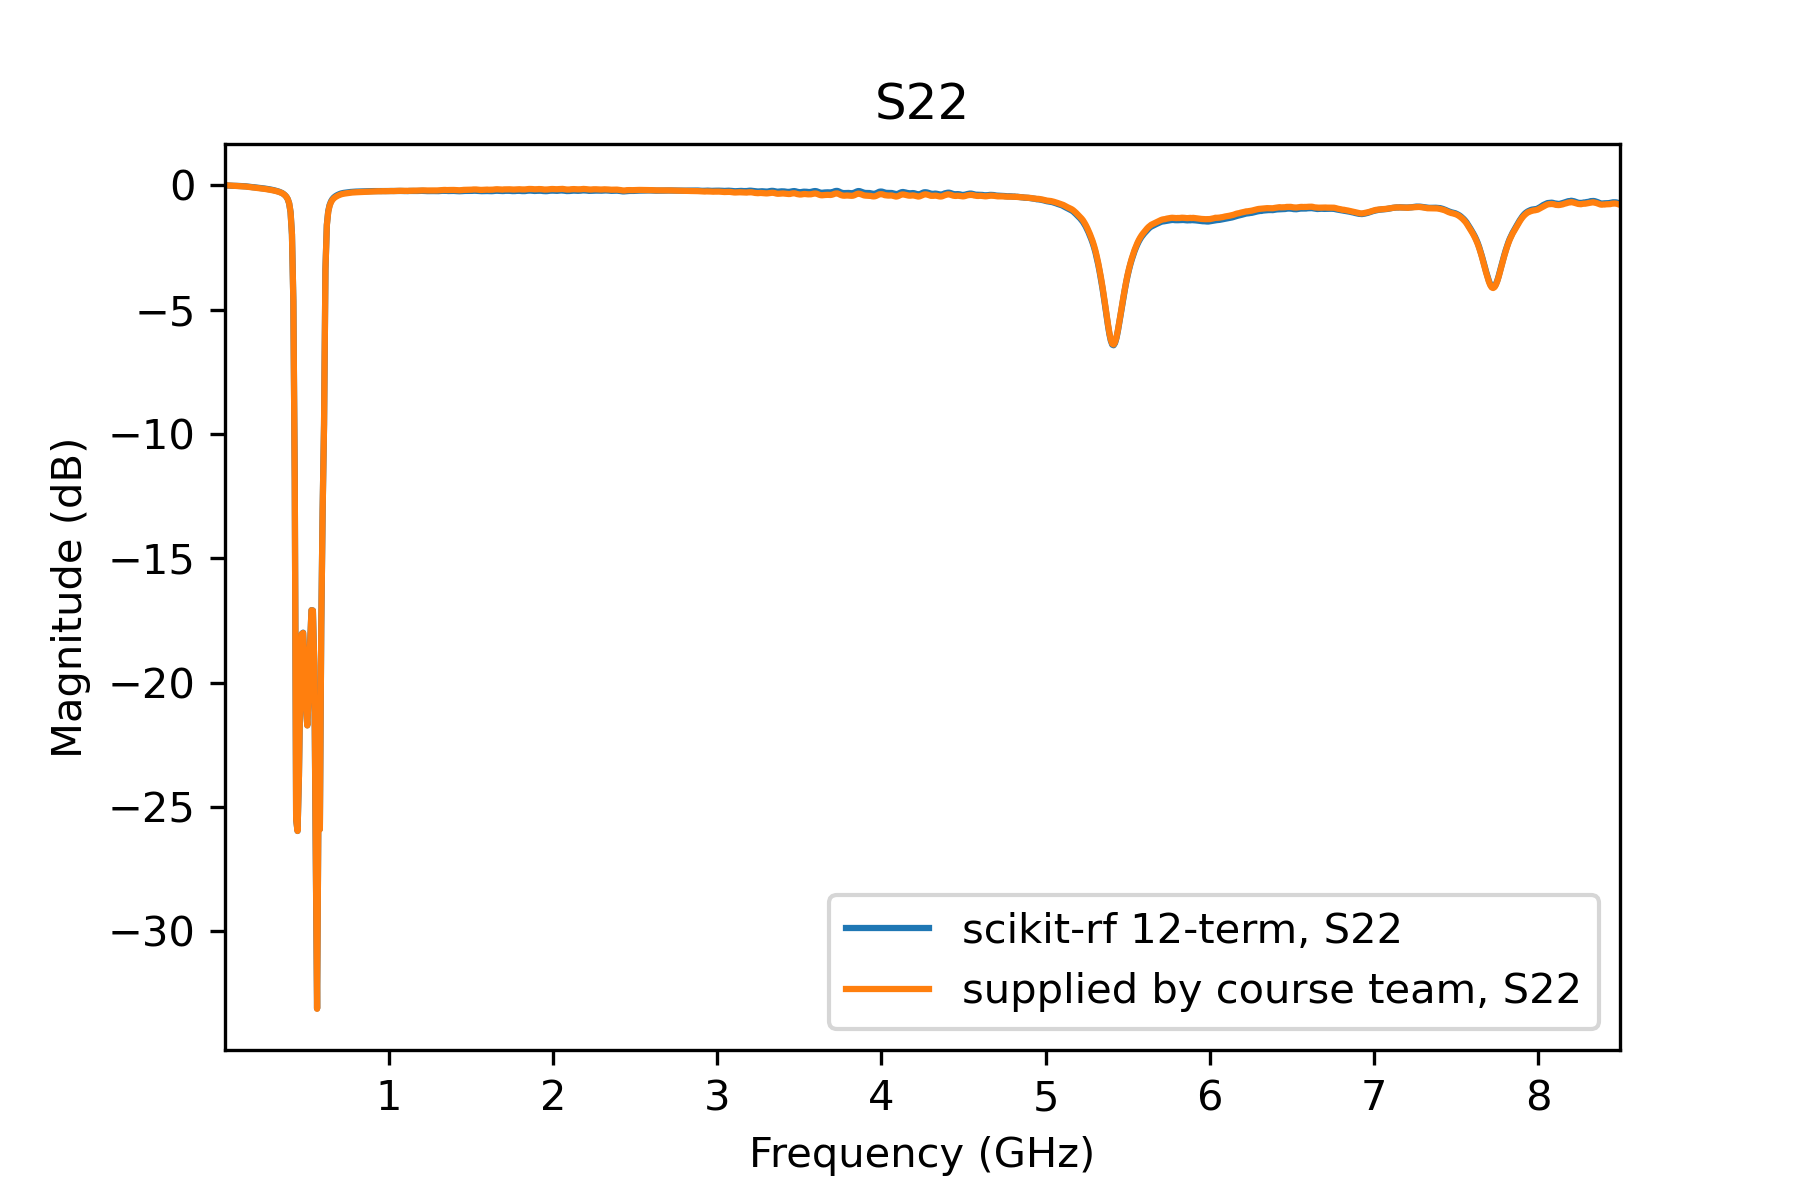 S22
0
−5
−10
−15
−20
−25
−30
Magnitude (dB)
scikit-rf 12-term, S22
supplied by course team, S22
1 2 3 4 5 6 7 8
Frequency (GHz)